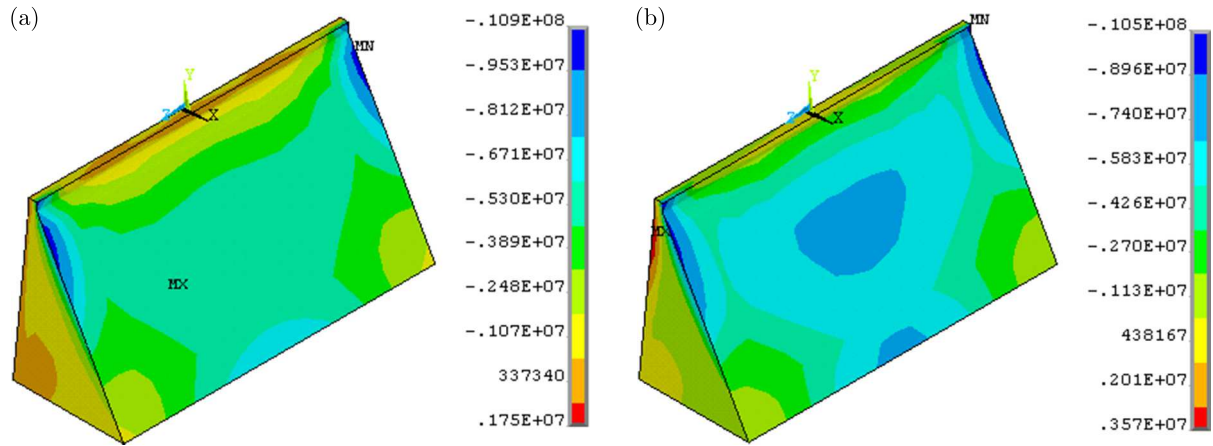 (a)
MN
Y
Z
X
MX
-.109E+08
-.953E+07
-.812E+07
-.671E+07
-.530E+07
-.389E+07
-.248E+07
-.107E+07
337340
.175E+07
(b)
MN
Y
Z
X
MX
-.105E+08
-.896E+07
-.740E+07
-.583E+07
-.426E+07
-.270E+07
-.113E+07
438167
.201E+07
.357E+07